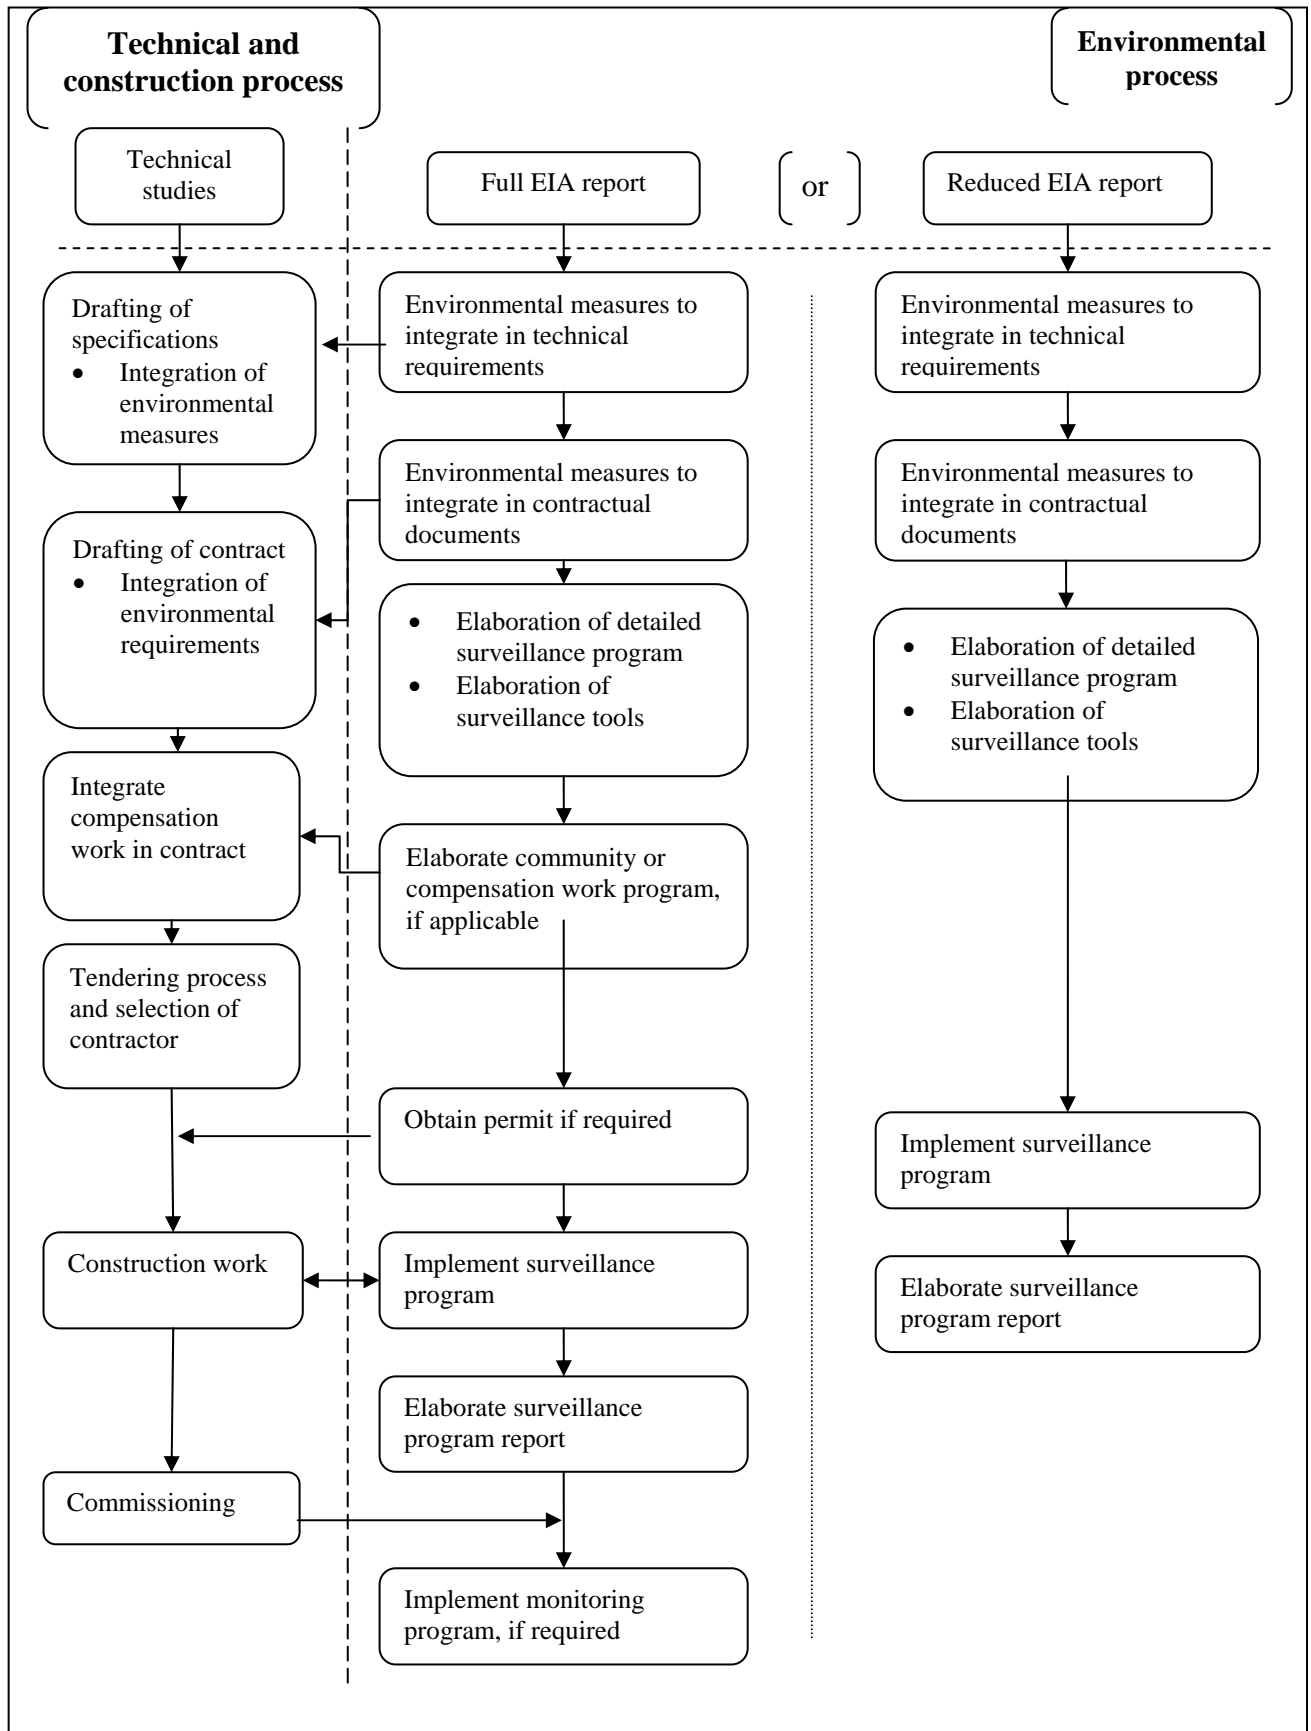 Technical and
construction process
Environmental
process
Technical
studies
Full EIA report
or
Reduced EIA report
Drafting of
specifications
• Integration of
environmental
measures
Environmental measures to
integrate in technical
requirements
Environmental measures to
integrate in technical
requirements
Drafting of contract
• Integration of
environmental
requirements
Environmental measures to
integrate in contractual
documents
Environmental measures to
integrate in contractual
documents
• Elaboration of detailed
surveillance program
• Elaboration of
surveillance tools
• Elaboration of detailed
surveillance program
• Elaboration of
surveillance tools
Integrate
compensation
work in contract
Elaborate community or
compensation work program,
if applicable
Tendering process
and selection of
contractor
Obtain permit if required
Implement surveillance
program
Construction work
Implement surveillance
program
Elaborate surveillance
program report
Elaborate surveillance
program report
Commissioning
Implement monitoring
program, if required